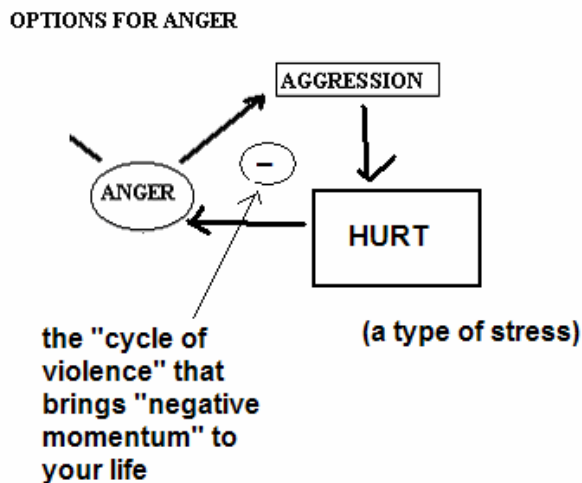 OPTIONS FOR ANGER
AGGRESSION
–
ANGER
HURT
(a type of stress)
the "cycle of
violence" that
brings "negative
momentum" to
your life